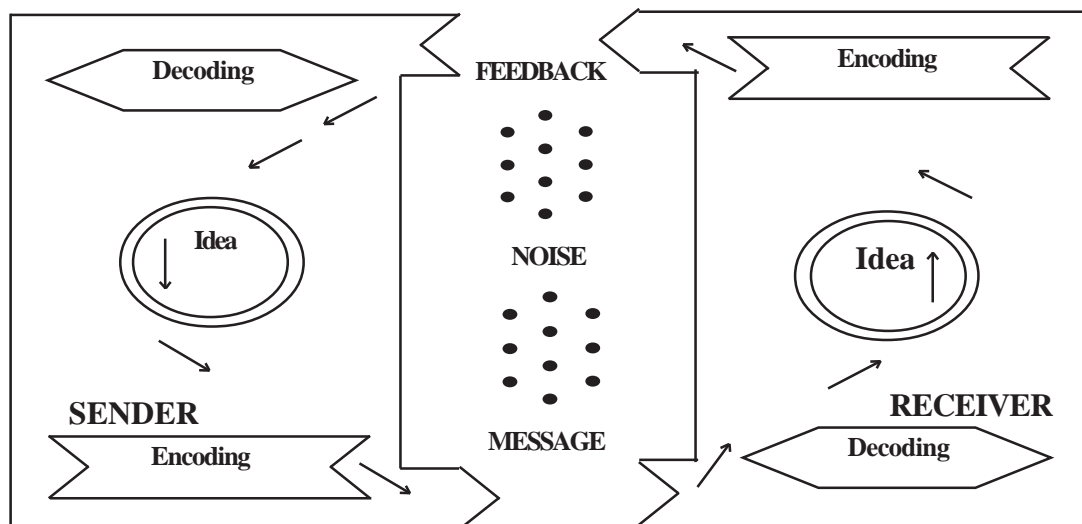 Decoding
FEEDBACK
Encoding
Idea
NOISE
Idea
SENDER
RECEIVER
Encoding
MESSAGE
Decoding